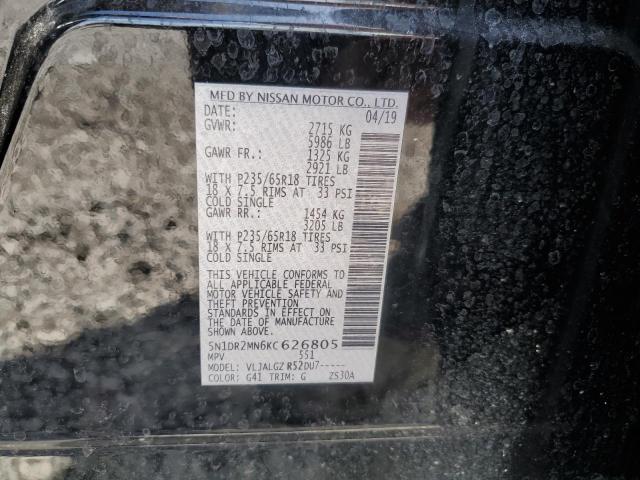 MFD BY NISSAN MOTOR CO., LTD.
DATE: 04/19
GVWR: 2715 KG
5986 LB
GAWR FR.: 1325 KG
2921 LB
WITH P235/65R18 TIRES
18 X 7.5 RIMS AT 33 PSI
COLD SINGLE
GAWR RR.: 1454 KG
3205 LB
WITH P235/65R18 TIRES
18 X 7.5 RIMS AT 33 PSI
COLD SINGLE
THIS VEHICLE CONFORMS TO
ALL APPLICABLE FEDERAL
MOTOR VEHICLE SAFETY AND
THEFT PREVENTION
STANDARDS IN EFFECT ON
THE DATE OF MANUFACTURE
SHOWN ABOVE.
5N1DR2MN6KC626805
MPV 551
MODEL: VLJALGZ R52DU7-----
COLOR: G41 TRIM: G ZS30A